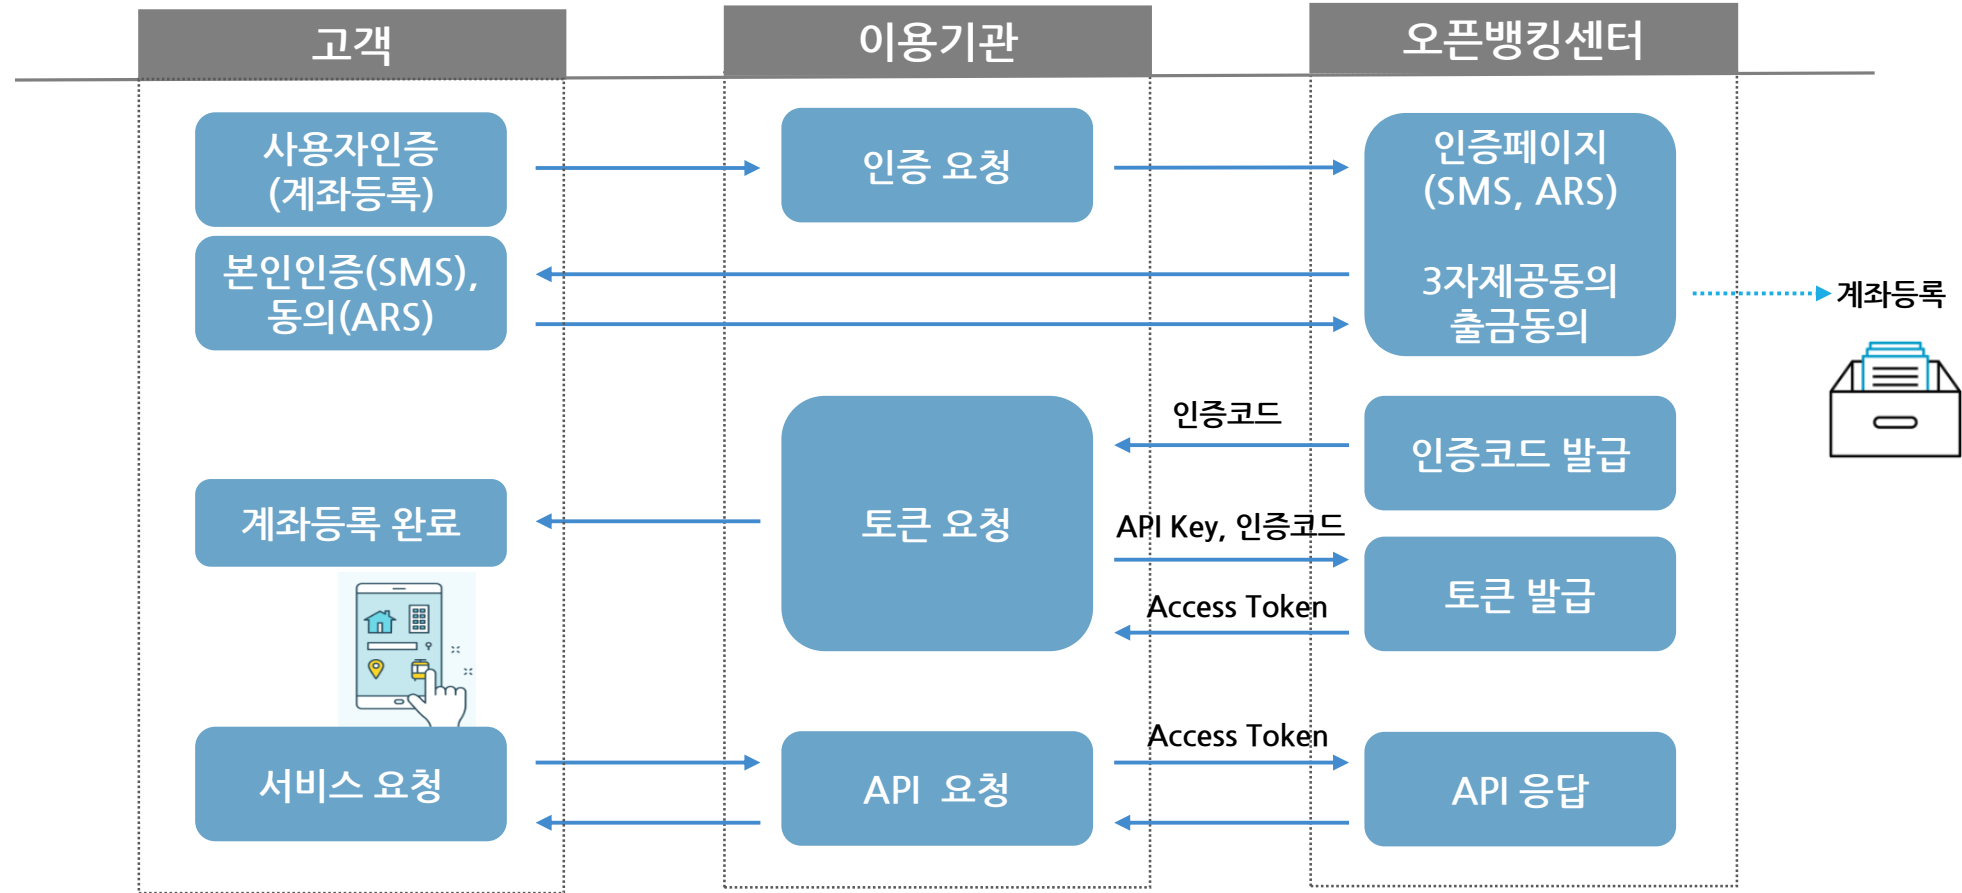 고객
이용기관
오픈뱅킹센터
사용자인증
(계좌등록)
인증 요청
인증페이지
(SMS, ARS)
본인인증(SMS),
동의(ARS)
3자제공동의
출금동의
계좌등록
인증코드
인증코드 발급
계좌등록 완료
토큰 요청
API Key, 인증코드
토큰 발급
Access Token
Access Token
서비스 요청
API 요청
API 응답